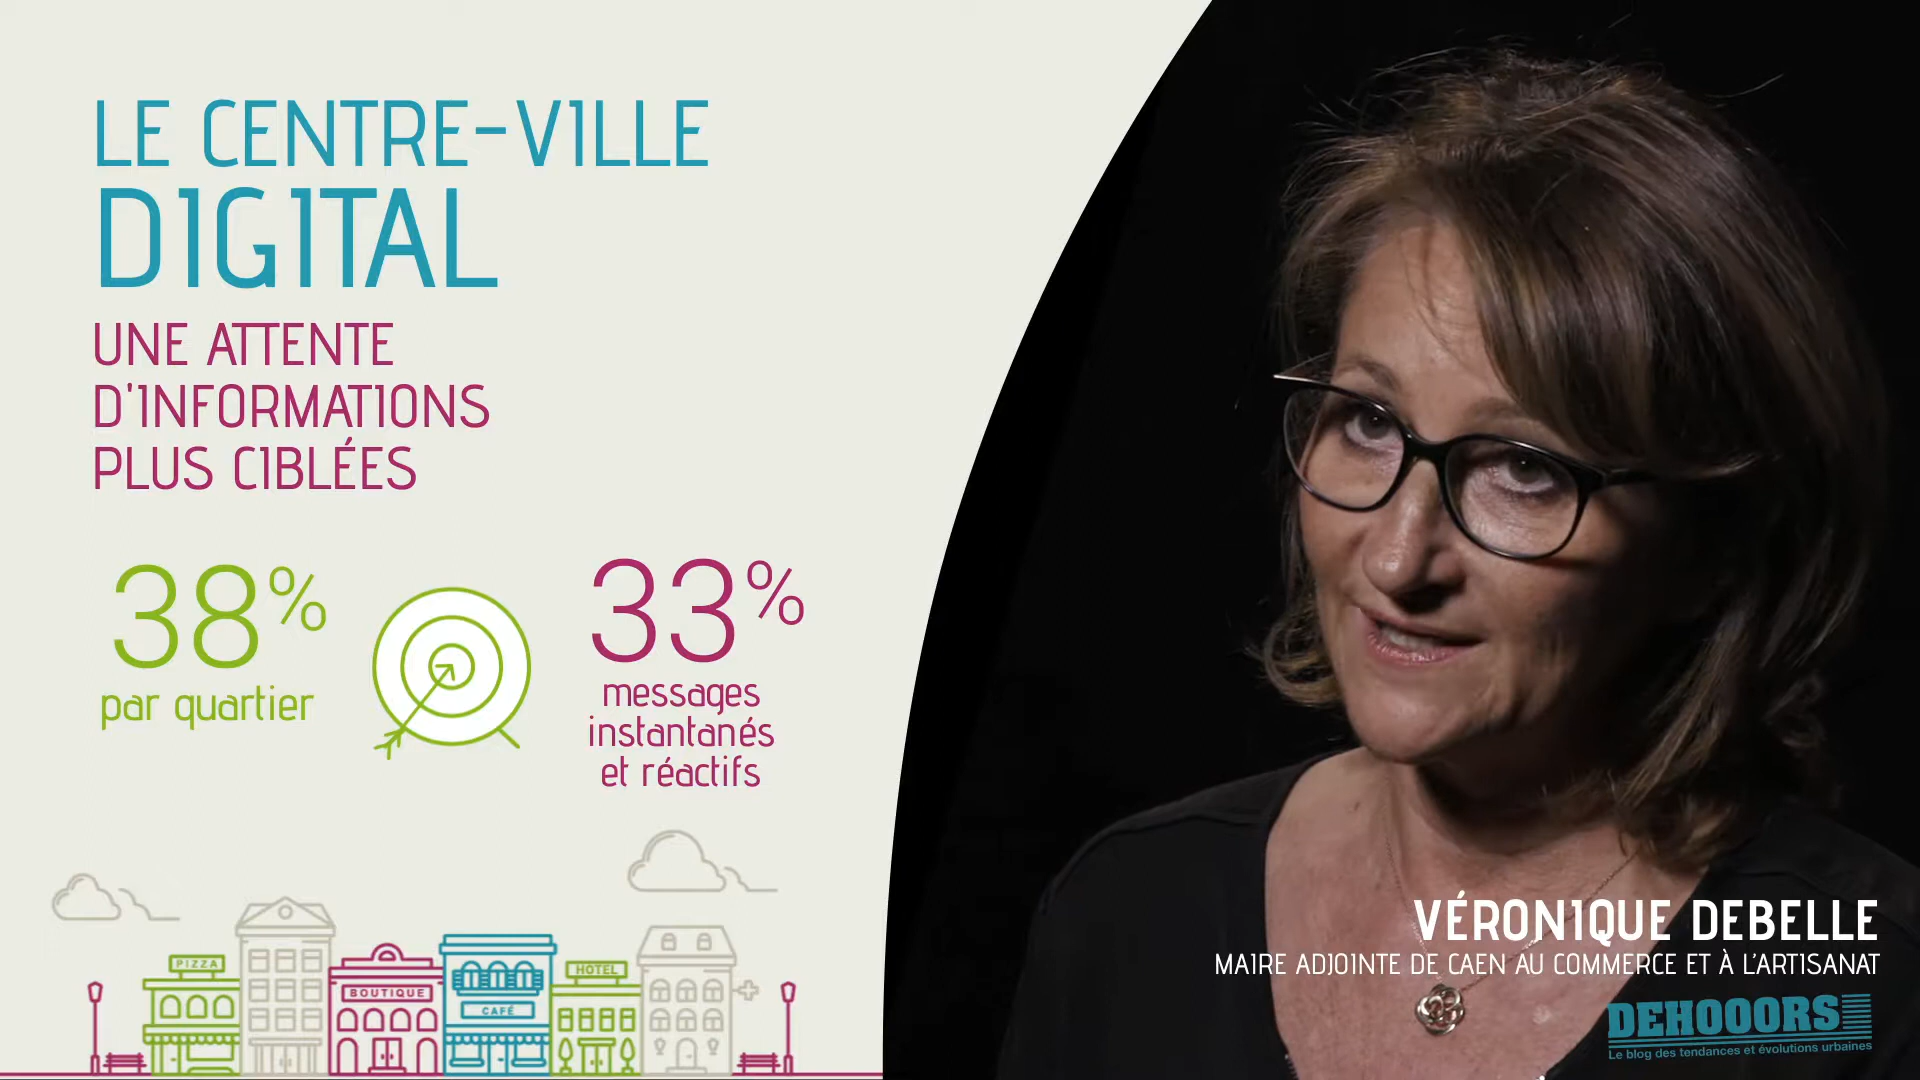 LE CENTRE-VILLE
DIGITAL
UNE ATTENTE
D'INFORMATIONS
PLUS CIBLÉES
38%
par quartier
33%
messages
instantanés
et réactifs
PIZZA
BOUTIQUE
CAFÉ
HOTEL
VÉRONIQUE DEBELLE
MAIRE ADJOINTE DE CAEN AU COMMERCE ET À L'ARTISANAT
DEHOOORS
Le blog des tendances et évolutions urbaines